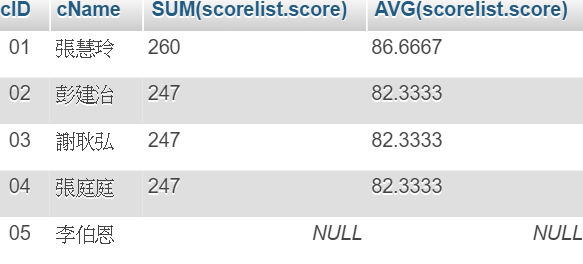 cID cName SUM(scorelist.score) AVG(scorelist.score)
01 張慧玲 260 86.6667
02 彭建治 247 82.3333
03 謝耿弘 247 82.3333
04 張庭庭 247 82.3333
05 李伯恩 NULL NULL